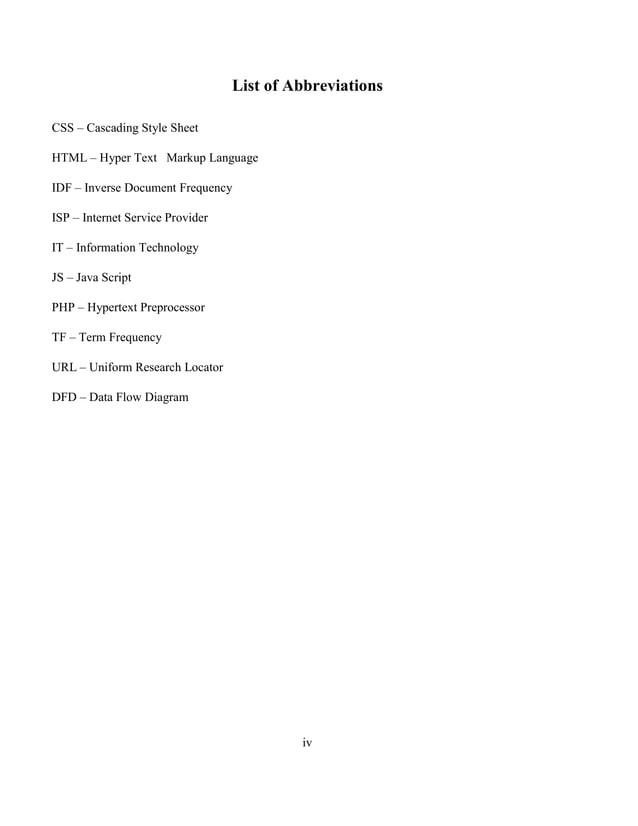 List of Abbreviations
CSS – Cascading Style Sheet
HTML – Hyper Text   Markup Language
IDF – Inverse Document Frequency
ISP – Internet Service Provider
IT – Information Technology
JS – Java Script
PHP – Hypertext Preprocessor
TF – Term Frequency
URL – Uniform Research Locator
DFD – Data Flow Diagram
iv